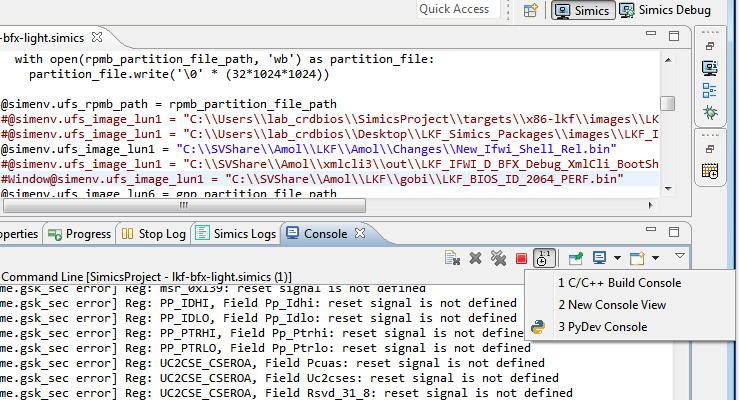 Quick Access
Simics
Simics Debug
-bfx-light.simics
with open(rpmb_partition_file_path, 'wb') as partition_file:
partition_file.write('\0' * (32*1024*1024))
@simenv.ufs_rpmb_path = rpmb_partition_file_path
#@simenv.ufs_image_lun1 = "C:\\Users\\lab_crdbios\\SimicsProject\\targets\\x86-lkf\\images\\LK
#@simenv.ufs_image_lun1 = "C:\\Users\\lab_crdbios\\Desktop\\LKF_Simics_Packages\\images\\LKF_I
@simenv.ufs_image_lun1 = "C:\\SVShare\\Amol\\LKF\\Amol\\Changes\\New_Ifwi_Shell_Rel.bin"
#@simenv.ufs_image_lun1 = "C:\\SVShare\\Amol\\xmlcli3\\out\\LKF_IFWI_D_BFX_Debug_XmlCli_BootSh
#Window@simenv.ufs_image_lun1 = "C:\\SVShare\\Amol\\LKF\\gobi\\LKF_BIOS_ID_2064_PERF.bin"
@simenv.ufs_image_lun6 = gpp_partition_file_path
operties
Progress
Stop Log
Simics Logs
Console
Command Line [SimicsProject - lkf-bfx-light.simics (1)]
1 C/C++ Build Console
2 New Console View
3 PyDev Console
me.gsk_sec error] Reg: msr_0x139: reset signal is not defined
me.gsk_sec error] Reg: PP_IDHI, Field Pp_Idhi: reset signal is not defined
me.gsk_sec error] Reg: PP_IDLO, Field Pp_Idlo: reset signal is not defined
me.gsk_sec error] Reg: PP_PTRHI, Field Pp_Ptrhi: reset signal is not defined
me.gsk_sec error] Reg: PP_PTRLO, Field Pp_Ptrlo: reset signal is not defined
me.gsk_sec error] Reg: UC2CSE_CSEROA, Field Pcuas: reset signal is not defined
me.gsk_sec error] Reg: UC2CSE_CSEROA, Field Uc2cses: reset signal is not defined
me.gsk_sec error] Reg: UC2CSE_CSEROA, Field Rsvd_31_8: reset signal is not defined